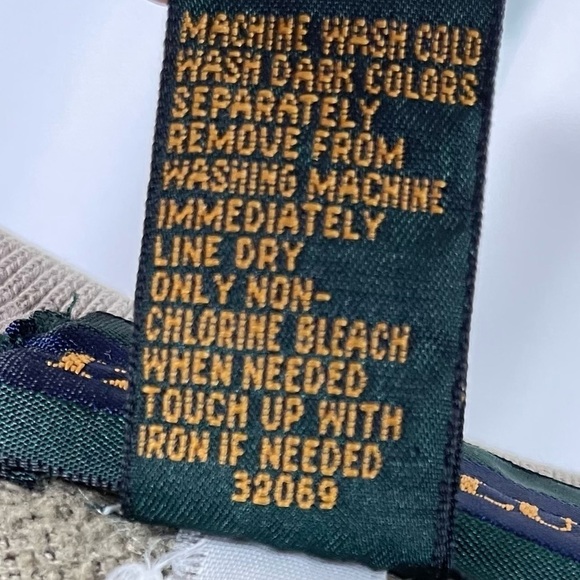 MACHINE WASH COLD
WASH DARK COLORS
SEPARATELY
REMOVE FROM
WASHING MACHINE
IMMEDIATELY
LINE DRY
ONLY NON-
CHLORINE BLEACH
WHEN NEEDED
TOUCH UP WITH
IRON IF NEEDED
32069